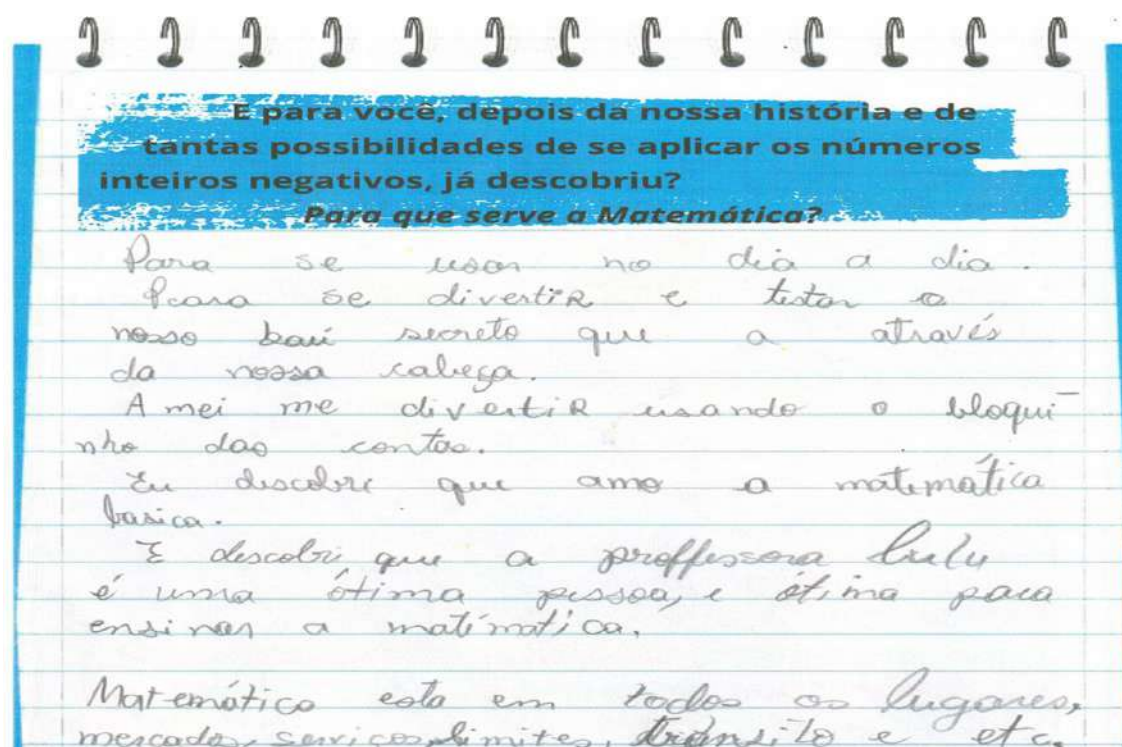 E para você, depois da nossa história e de
tantas possibilidades de se aplicar os números
inteiros negativos, já descobriu?
Para que serve a Matemática?
Para se usar no dia a dia.
Para se divertir e testar o
nosso baú secreto que a através
da nossa cabeça.
Amei me divertir usando o bloqui-
nho das contas.
Eu descobri que amo a matemática
basica.
E descobri que a proffessora Lulu
é uma ótima pessoa, e ótima para
ensinar a matímatica.
Matemática esta em todos os lugares,
mercados, serviços, limites, trânsito e etc.